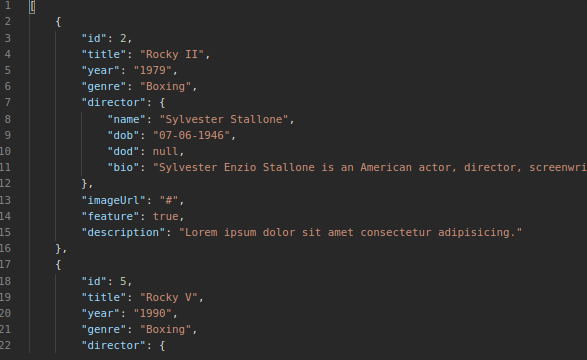 1 [
2 {
3 "id": 2,
4 "title": "Rocky II",
5 "year": "1979",
6 "genre": "Boxing",
7 "director": {
8 "name": "Sylvester Stallone",
9 "dob": "07-06-1946",
10 "dod": null,
11 "bio": "Sylvester Enzio Stallone is an American actor, director, screenwri
12 },
13 "imageUrl": "#",
14 "feature": true,
15 "description": "Lorem ipsum dolor sit amet consectetur adipisicing."
16 },
17 {
18 "id": 5,
19 "title": "Rocky V",
20 "year": "1990",
21 "genre": "Boxing",
22 "director": {